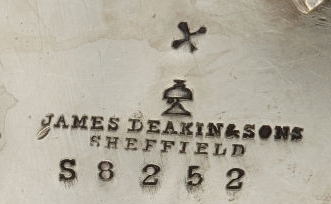 JAMES DEAKIN & SONS
SHEFFIELD
S 8252